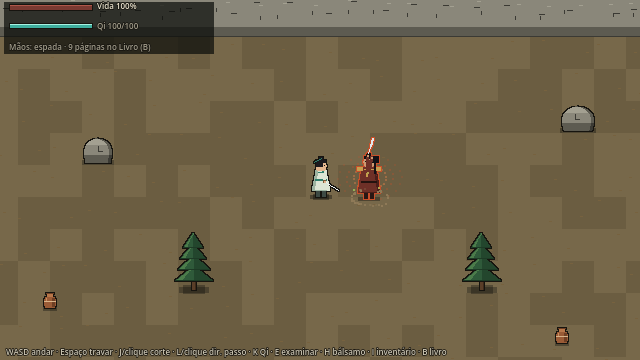 Vida 100%
Qi 100/100
Mãos: espada · 9 páginas no Livro (B)
WASD andar · Espaço travar · J/clique corte · L/clique dir. passo · K Qi · E examinar · H bálsamo · I inventário · B livro